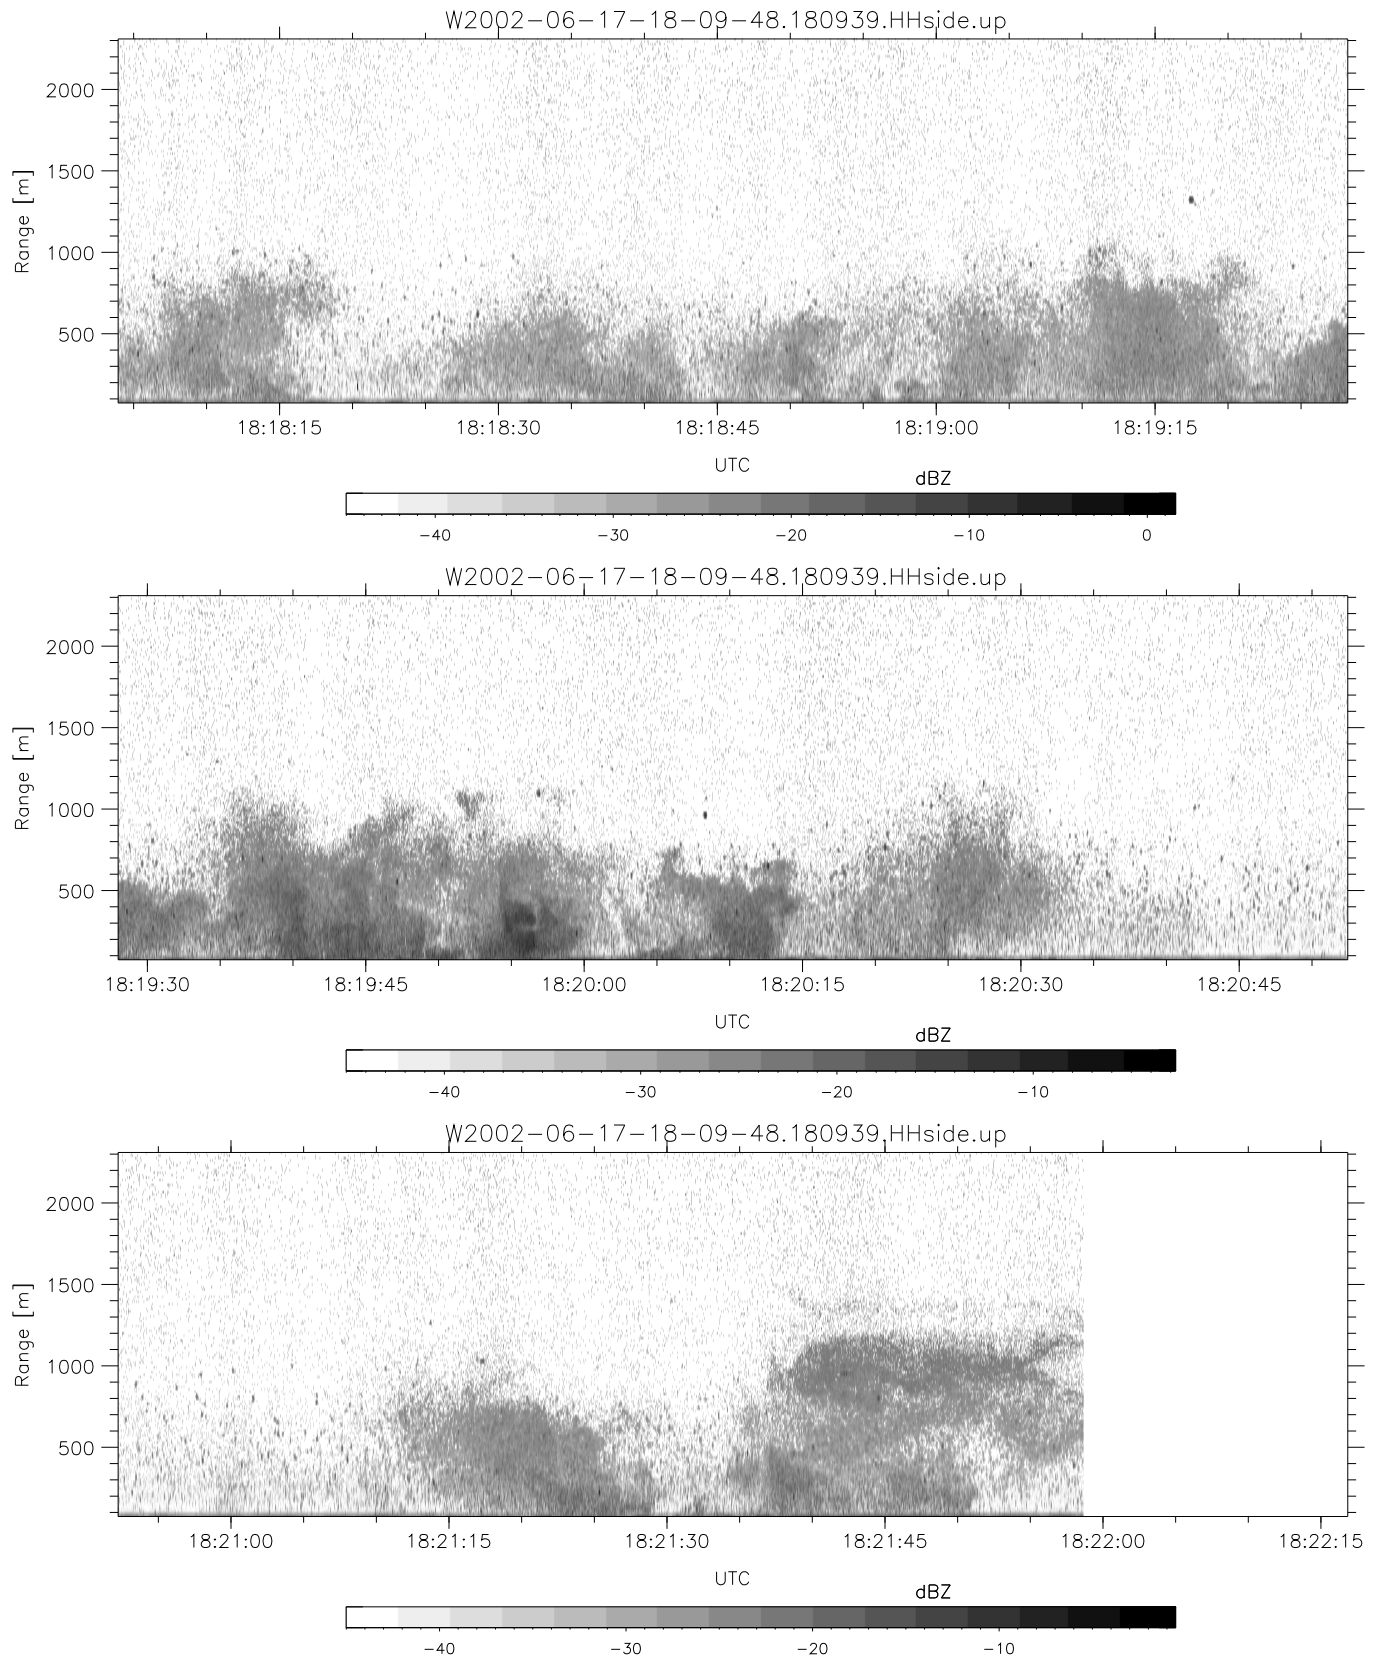 W2002-06-17-18-09-48.180939.HHside.up
2000
1500
1000
500
Range [m]
18:18:15 18:18:30 18:18:45 18:19:00 18:19:15
UTC
dBZ
-40 -30 -20 -10 0
W2002-06-17-18-09-48.180939.HHside.up
2000
1500
1000
500
Range [m]
18:19:30 18:19:45 18:20:00 18:20:15 18:20:30 18:20:45
UTC
dBZ
-40 -30 -20 -10
W2002-06-17-18-09-48.180939.HHside.up
2000
1500
1000
500
Range [m]
18:21:00 18:21:15 18:21:30 18:21:45 18:22:00 18:22:15
UTC
dBZ
-40 -30 -20 -10